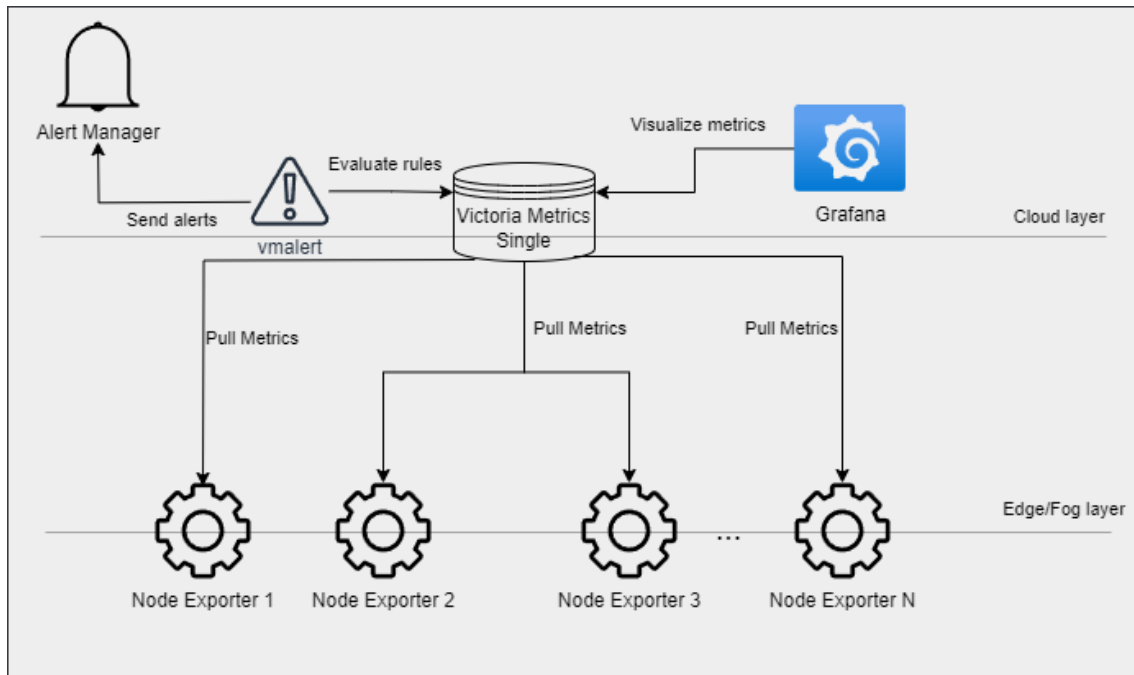 Alert Manager
Visualize metrics
Evaluate rules
Send alerts
vmalert
Victoria Metrics
Single
Grafana
Cloud layer
Pull Metrics
Pull Metrics
Pull Metrics
Edge/Fog layer
...
Node Exporter 1
Node Exporter 2
Node Exporter 3
Node Exporter N